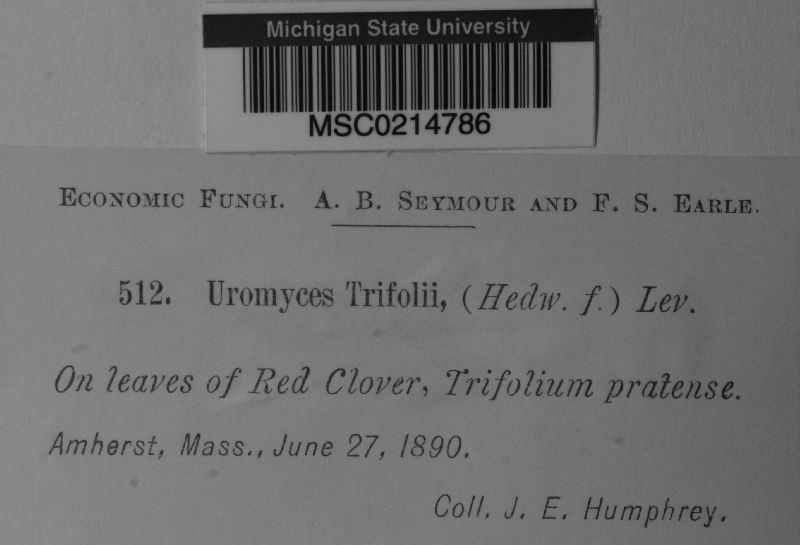 Michigan State University
MSC0214786
Economic Fungi. A. B. Seymour and F. S. Earle.
512. Uromyces Trifolii, (Hedw. f.) Lev.
On leaves of Red Clover, Trifolium pratense.
Amherst, Mass., June 27, 1890.
Coll. J. E. Humphrey.